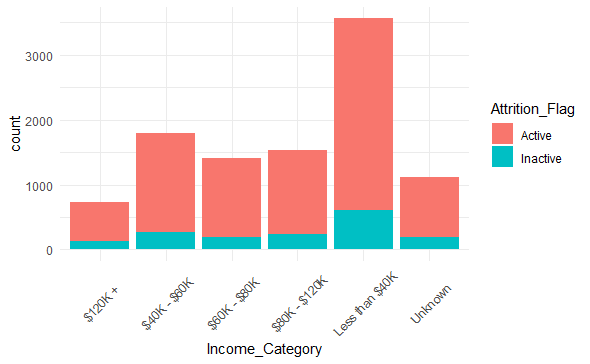 3000
2000
1000
0
count
$120K +
$40K - $60K
$60K - $80K
$80K - $120K
Less than $40K
Unknown
Income_Category
Attrition_Flag
Active
Inactive